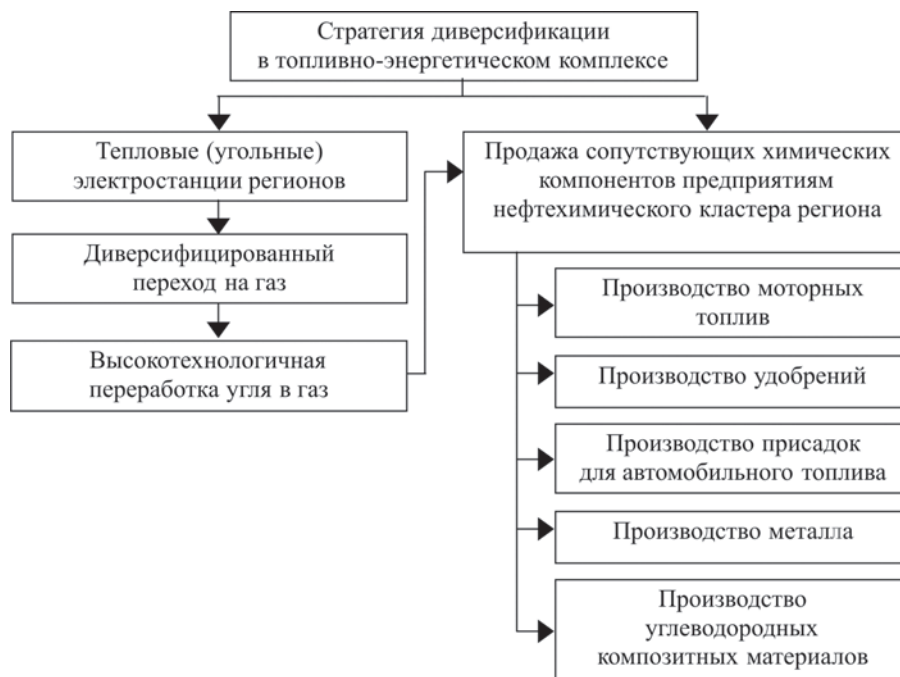 Стратегия диверсификации
в топливно-энергетическом комплексе
Тепловые (угольные)
электростанции регионов
Диверсифицированный
переход на газ
Высокотехнологичная
переработка угля в газ
Продажа сопутствующих химических
компонентов предприятиям
нефтехимического кластера региона
Производство моторных
топлив
Производство удобрений
Производство присадок
для автомобильного топлива
Производство металла
Производство
углеводородных
композитных материалов